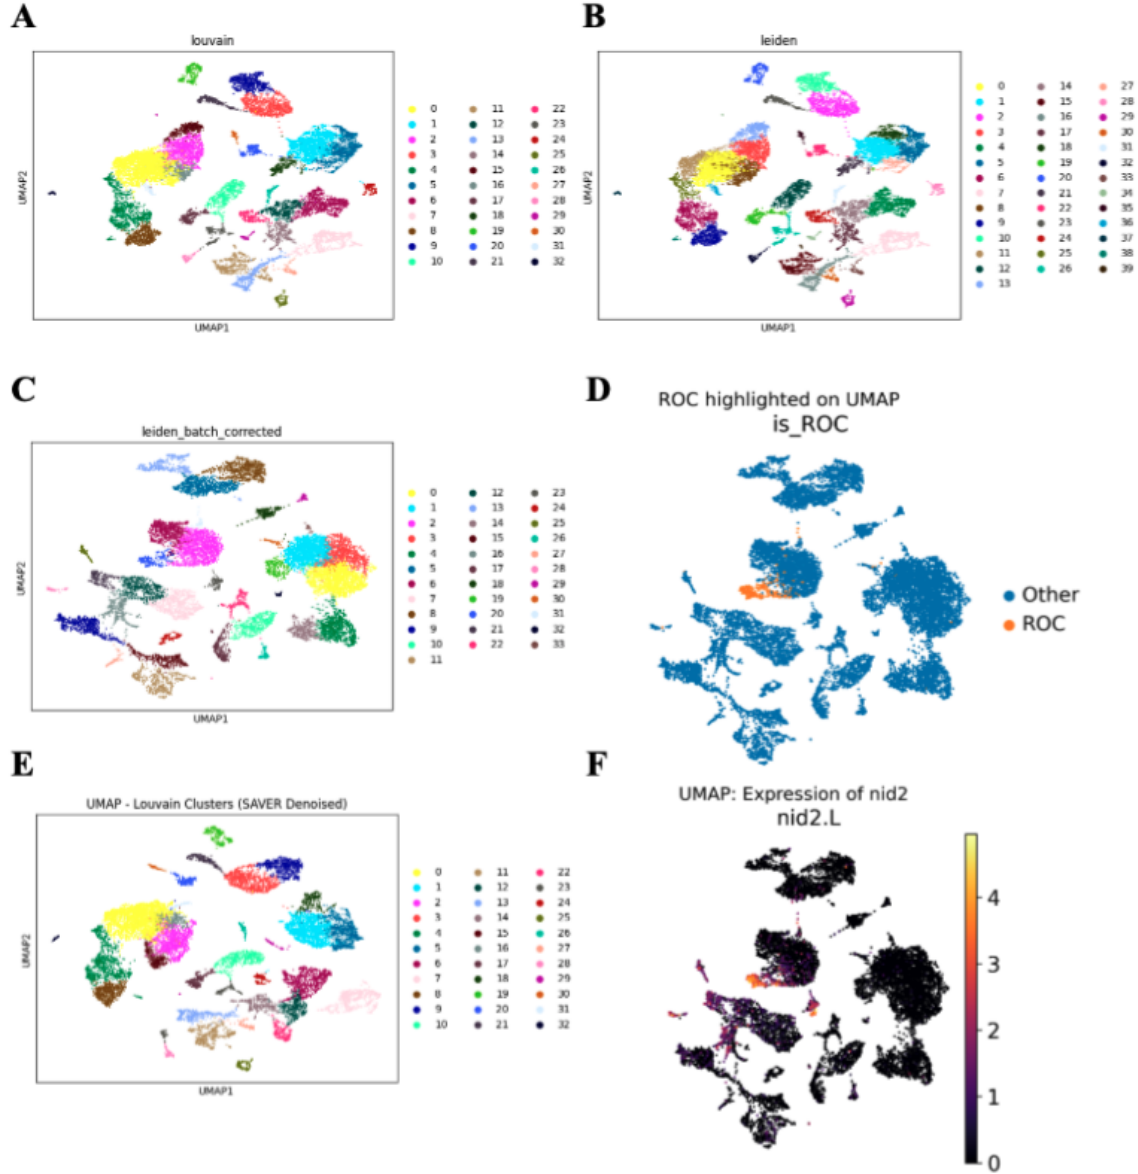 A
louvain
UMAP2
UMAP1
0 11 22
1 12 23
2 13 24
3 14 25
4 15 26
5 16 27
6 17 28
7 18 29
8 19 30
9 20 31
10 21 32
B
leiden
UMAP2
UMAP1
0 14 27
1 15 28
2 16 29
3 17 30
4 18 31
5 19 32
6 20 33
7 21 34
8 22 35
9 23 36
10 24 37
11 25 38
12 26 39
13
C
leiden_batch_corrected
UMAP2
UMAP1
0 12 23
1 13 24
2 14 25
3 15 26
4 16 27
5 17 28
6 18 29
7 19 30
8 20 31
9 21 32
10 22 33
11
D
ROC highlighted on UMAP
is_ROC
Other
ROC
E
UMAP - Louvain Clusters (SAVER Denoised)
UMAP2
UMAP1
0 11 22
1 12 23
2 13 24
3 14 25
4 15 26
5 16 27
6 17 28
7 18 29
8 19 30
9 20 31
10 21 32
F
UMAP: Expression of nid2
nid2.L
4
3
2
1
0